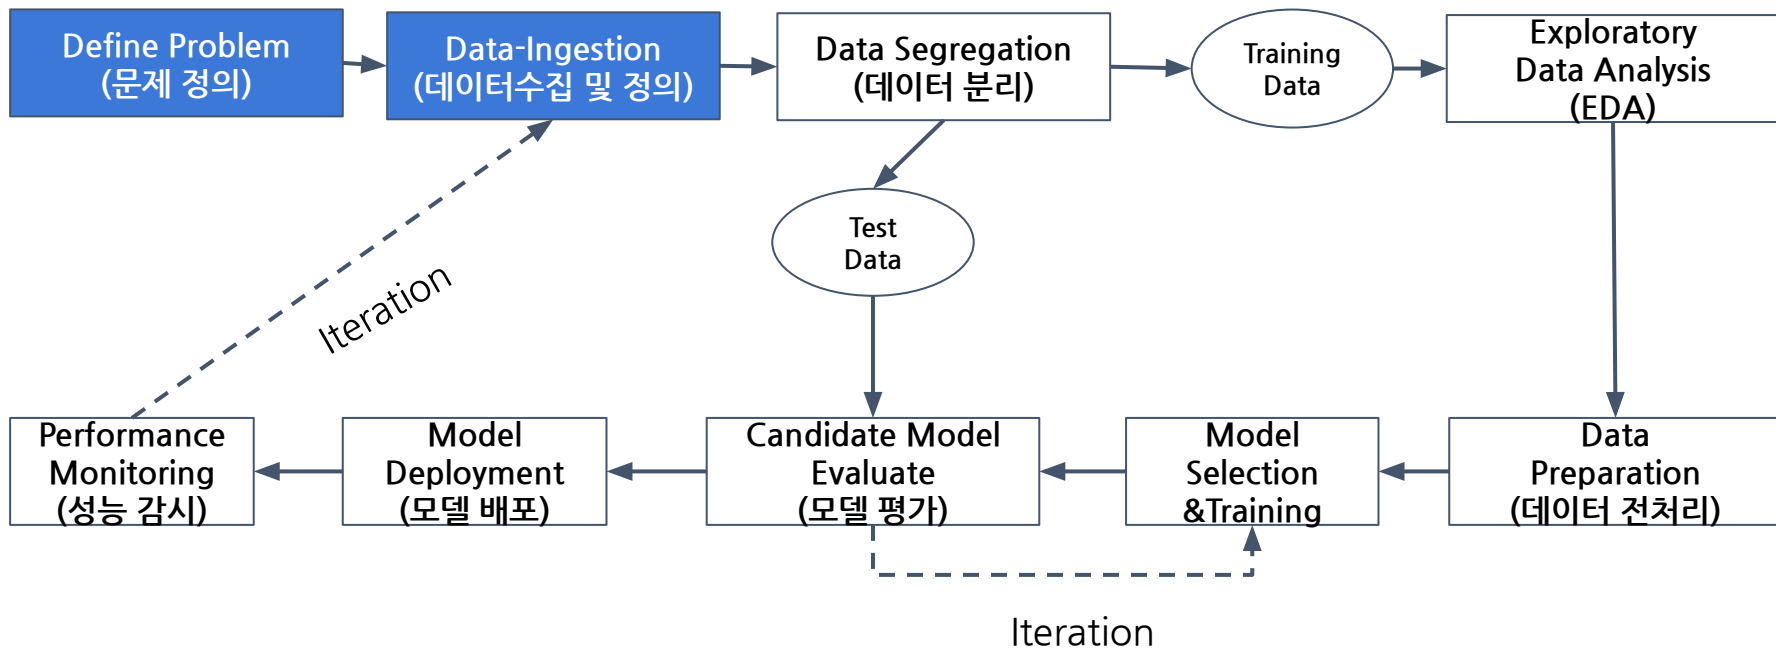 Define Problem
(문제 정의)
Data-Ingestion
(데이터수집 및 정의)
Data Segregation
(데이터 분리)
Training
Data
Exploratory
Data Analysis
(EDA)
Test
Data
Iteration
Performance
Monitoring
(성능 감시)
Model
Deployment
(모델 배포)
Candidate Model
Evaluate
(모델 평가)
Model
Selection
&Training
Data
Preparation
(데이터 전처리)
Iteration